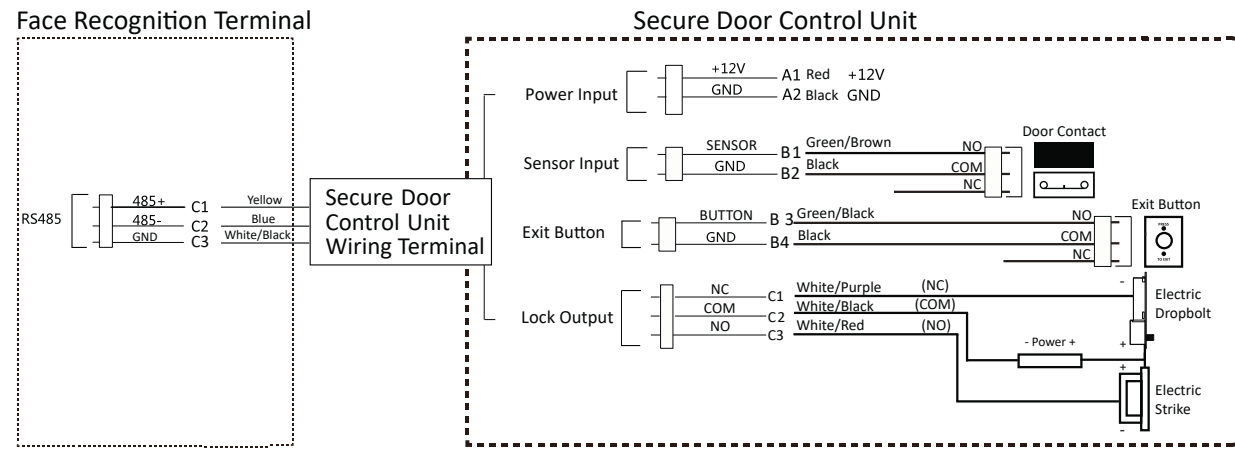 Face Recognition Terminal
Secure Door Control Unit
RS485
485+ C1 Yellow
485- C2 Blue
GND C3 White/Black
Secure Door
Control Unit
Wiring Terminal
Power Input
+12V A1 Red +12V
GND A2 Black GND
Sensor Input
SENSOR B1 Green/Brown NO
GND B2 Black COM
NC
Door Contact
Exit Button
BUTTON B 3 Green/Black NO
GND B4 Black COM
NC
Exit Button
PRESS
TO EXIT
Lock Output
NC C1 White/Purple (NC) -
COM C2 White/Black (COM)
NO C3 White/Red (NO)
Electric
Dropbolt
- Power + +
+
Electric
Strike
-